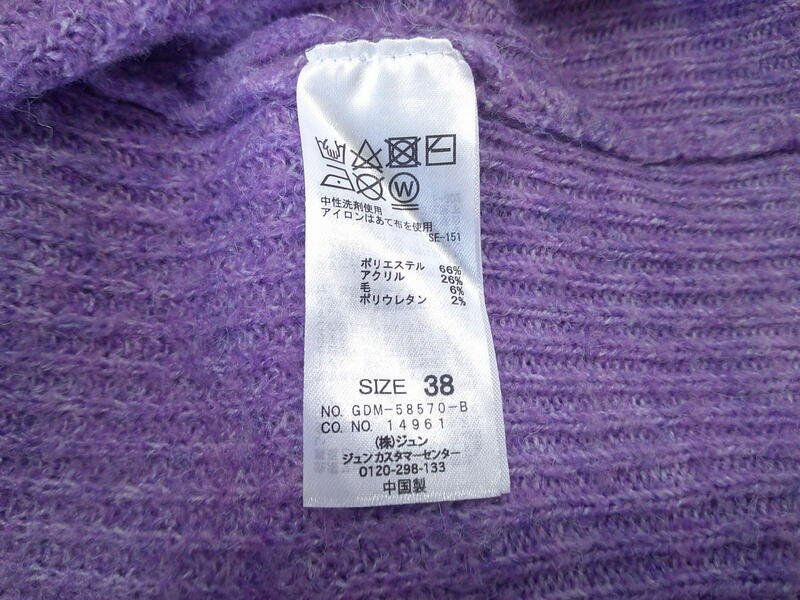 W
中性洗剤使用
アイロンはあて布を使用
SE-151
ポリエステル 66%
アクリル 26%
毛 6%
ポリウレタン 2%
SIZE 38
NO. GDM-58570-B
CO. NO. 14961
(株)ジュン
ジュンカスタマーセンター
0120-298-133
中国製